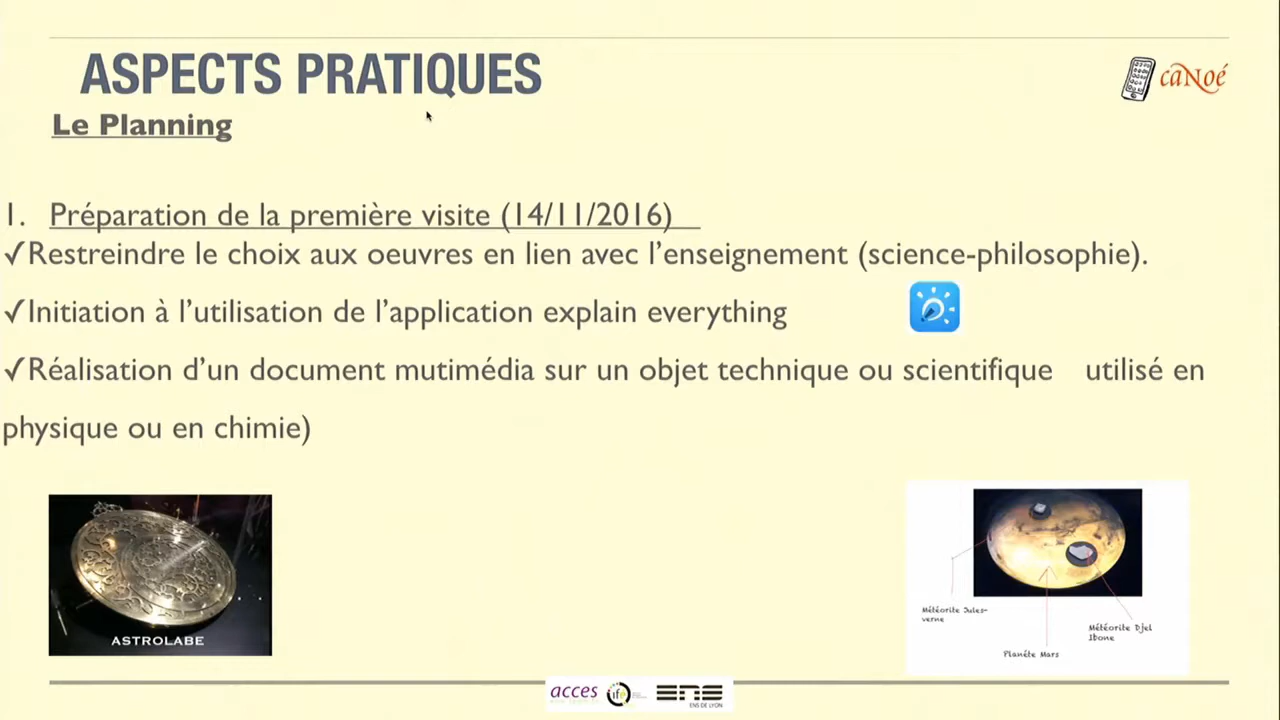 ASPECTS PRATIQUES
caNoé
Le Planning
1. Préparation de la première visite (14/11/2016)
✓Restreindre le choix aux oeuvres en lien avec l'enseignement (science-philosophie).
✓Initiation à l'utilisation de l'application explain everything
✓Réalisation d'un document mutimédia sur un objet technique ou scientifique utilisé en
physique ou en chimie)
ASTROLABE
Météorite Jules-
verne
Météorite Djel
Ibone
Planéte Mars
acces
ifé
ENS
ENS DE LYON